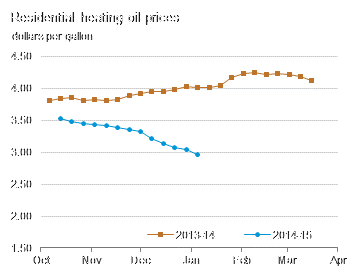 Residential heating oil prices
dollars per gallon
4.50
4.00
3.50
3.00
2.50
2.00
1.50
Oct Nov Dec Jan Feb Mar Apr
2013-14 2014-15